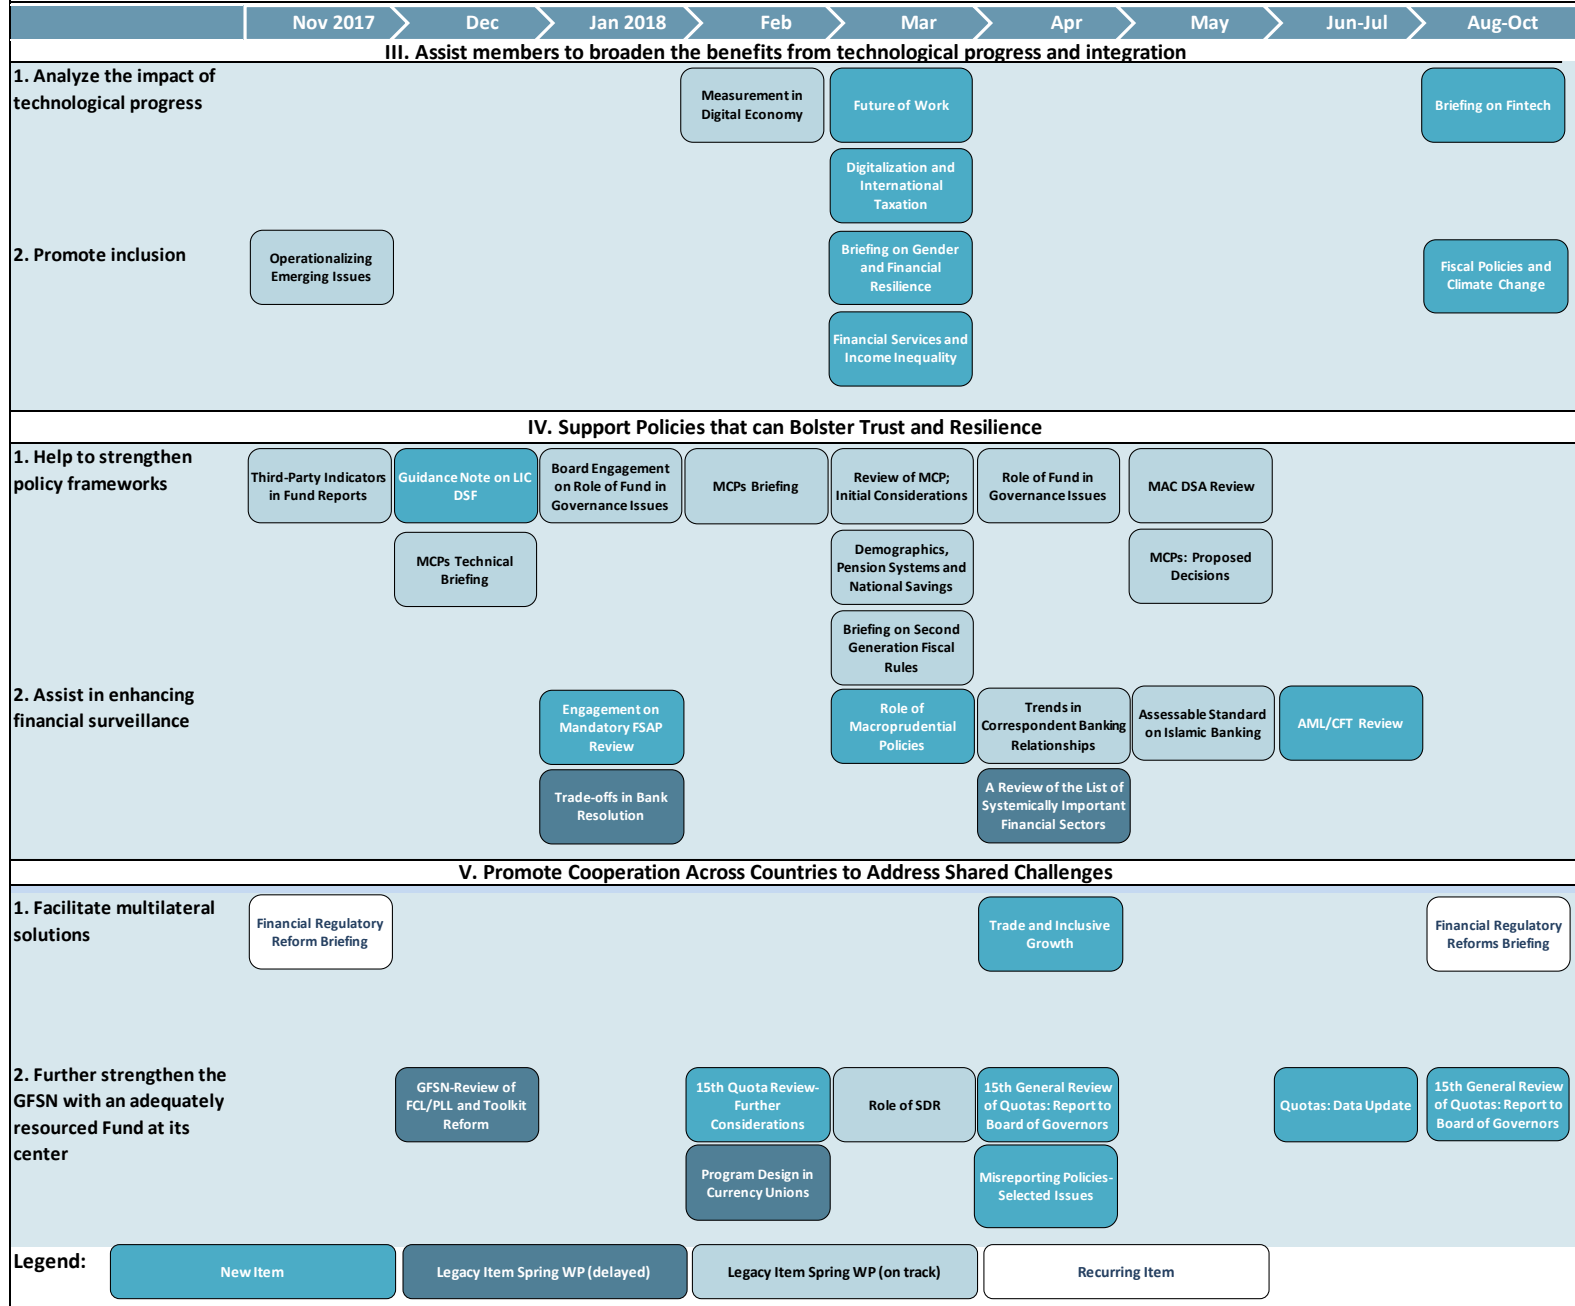 Nov 2017 Dec Jan 2018 Feb Mar Apr May Jun-Jul Aug-Oct
III. Assist members to broaden the benefits from technological progress and integration
1. Analyze the impact of
technological progress
Measurement in
Digital Economy
Future of Work
Briefing on Fintech
Digitalization and
International
Taxation
2. Promote inclusion
Operationalizing
Emerging Issues
Briefing on Gender
and Financial
Resilience
Fiscal Policies and
Climate Change
Financial Services and
Income Inequality
IV. Support Policies that can Bolster Trust and Resilience
1. Help to strengthen
policy frameworks
Third-Party Indicators
in Fund Reports
Guidance Note on LIC
DSF
Board Engagement
on Role of Fund in
Governance Issues
MCPs Briefing
Review of MCP;
Initial Considerations
Role of Fund in
Governance Issues
MAC DSA Review
MCPs Technical
Briefing
Demographics,
Pension Systems and
National Savings
MCPs: Proposed
Decisions
Briefing on Second
Generation Fiscal
Rules
2. Assist in enhancing
financial surveillance
Engagement on
Mandatory FSAP
Review
Role of
Macroprudential
Policies
Trends in
Correspondent Banking
Relationships
Assessable Standard
on Islamic Banking
AML/CFT Review
Trade-offs in Bank
Resolution
A Review of the List of
Systemically Important
Financial Sectors
V. Promote Cooperation Across Countries to Address Shared Challenges
1. Facilitate multilateral
solutions
Financial Regulatory
Reform Briefing
Trade and Inclusive
Growth
Financial Regulatory
Reforms Briefing
2. Further strengthen the
GFSN with an adequately
resourced Fund at its
center
GFSN-Review of
FCL/PLL and Toolkit
Reform
15th Quota Review-
Further
Considerations
Role of SDR
15th General Review
of Quotas: Report to
Board of Governors
Quotas: Data Update
15th General Review
of Quotas: Report to
Board of Governors
Program Design in
Currency Unions
Misreporting Policies-
Selected Issues
Legend:
New Item
Legacy Item Spring WP (delayed)
Legacy Item Spring WP (on track)
Recurring Item